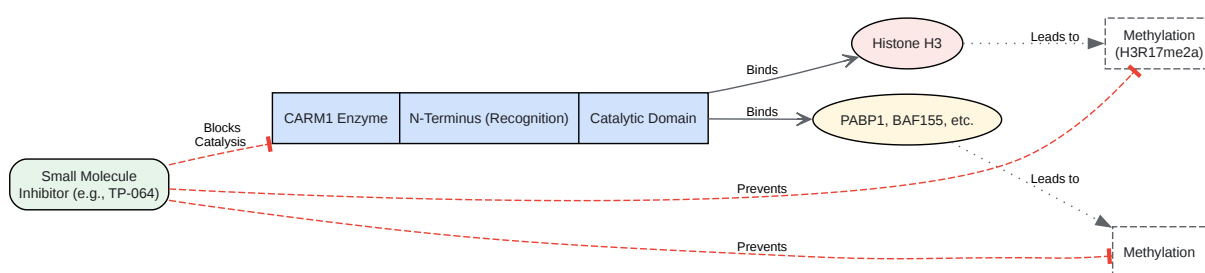 Histone H3
Leads to
Methylation
(H3R17me2a)
Binds
CARM1 Enzyme
N-Terminus (Recognition)
Catalytic Domain
Binds
PABP1, BAF155, etc.
Blocks
Catalysis
Small Molecule
Inhibitor (e.g., TP-064)
Prevents
Leads to
Prevents
Methylation